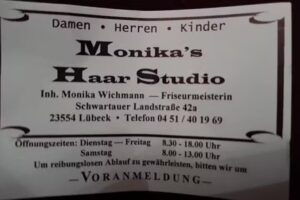 Damen • Herren • Kinder
Monika's
Haar Studio
Inh. Monika Wichmann — Friseurmeisterin
Schwartauer Landstraße 42a
23554 Lübeck • Telefon 04 51 / 40 19 69
Öffnungszeiten: Dienstag — Freitag 8.30 - 18.00 Uhr
Samstag 8.00 - 13.00 Uhr
Um reibungslosen Ablauf zu gewährleisten, bitten wir um
— VORANMELDUNG —